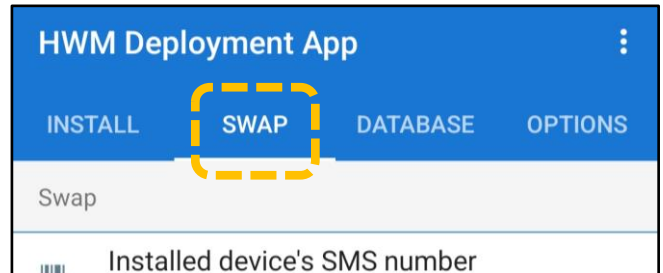 HWM Deployment App
INSTALL SWAP DATABASE OPTIONS
Swap
Installed device's SMS number